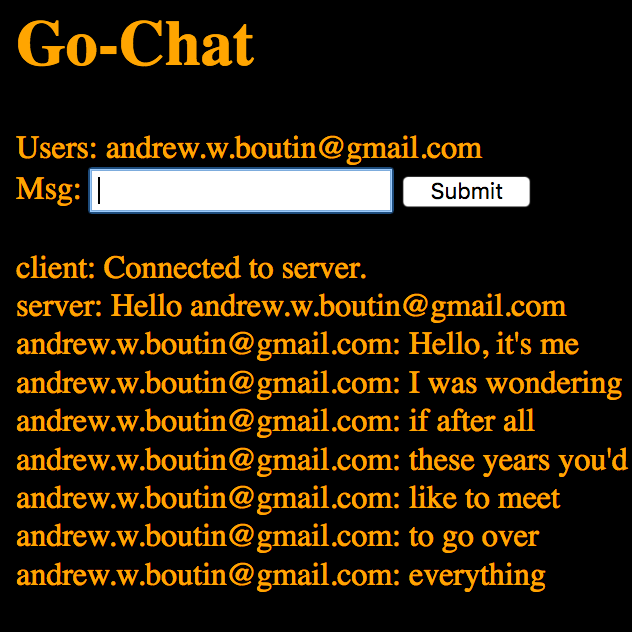 Go-Chat
Users: andrew.w.boutin@gmail.com
Msg: Submit
client: Connected to server.
server: Hello andrew.w.boutin@gmail.com
andrew.w.boutin@gmail.com: Hello, it's me
andrew.w.boutin@gmail.com: I was wondering
andrew.w.boutin@gmail.com: if after all
andrew.w.boutin@gmail.com: these years you'd
andrew.w.boutin@gmail.com: like to meet
andrew.w.boutin@gmail.com: to go over
andrew.w.boutin@gmail.com: everything